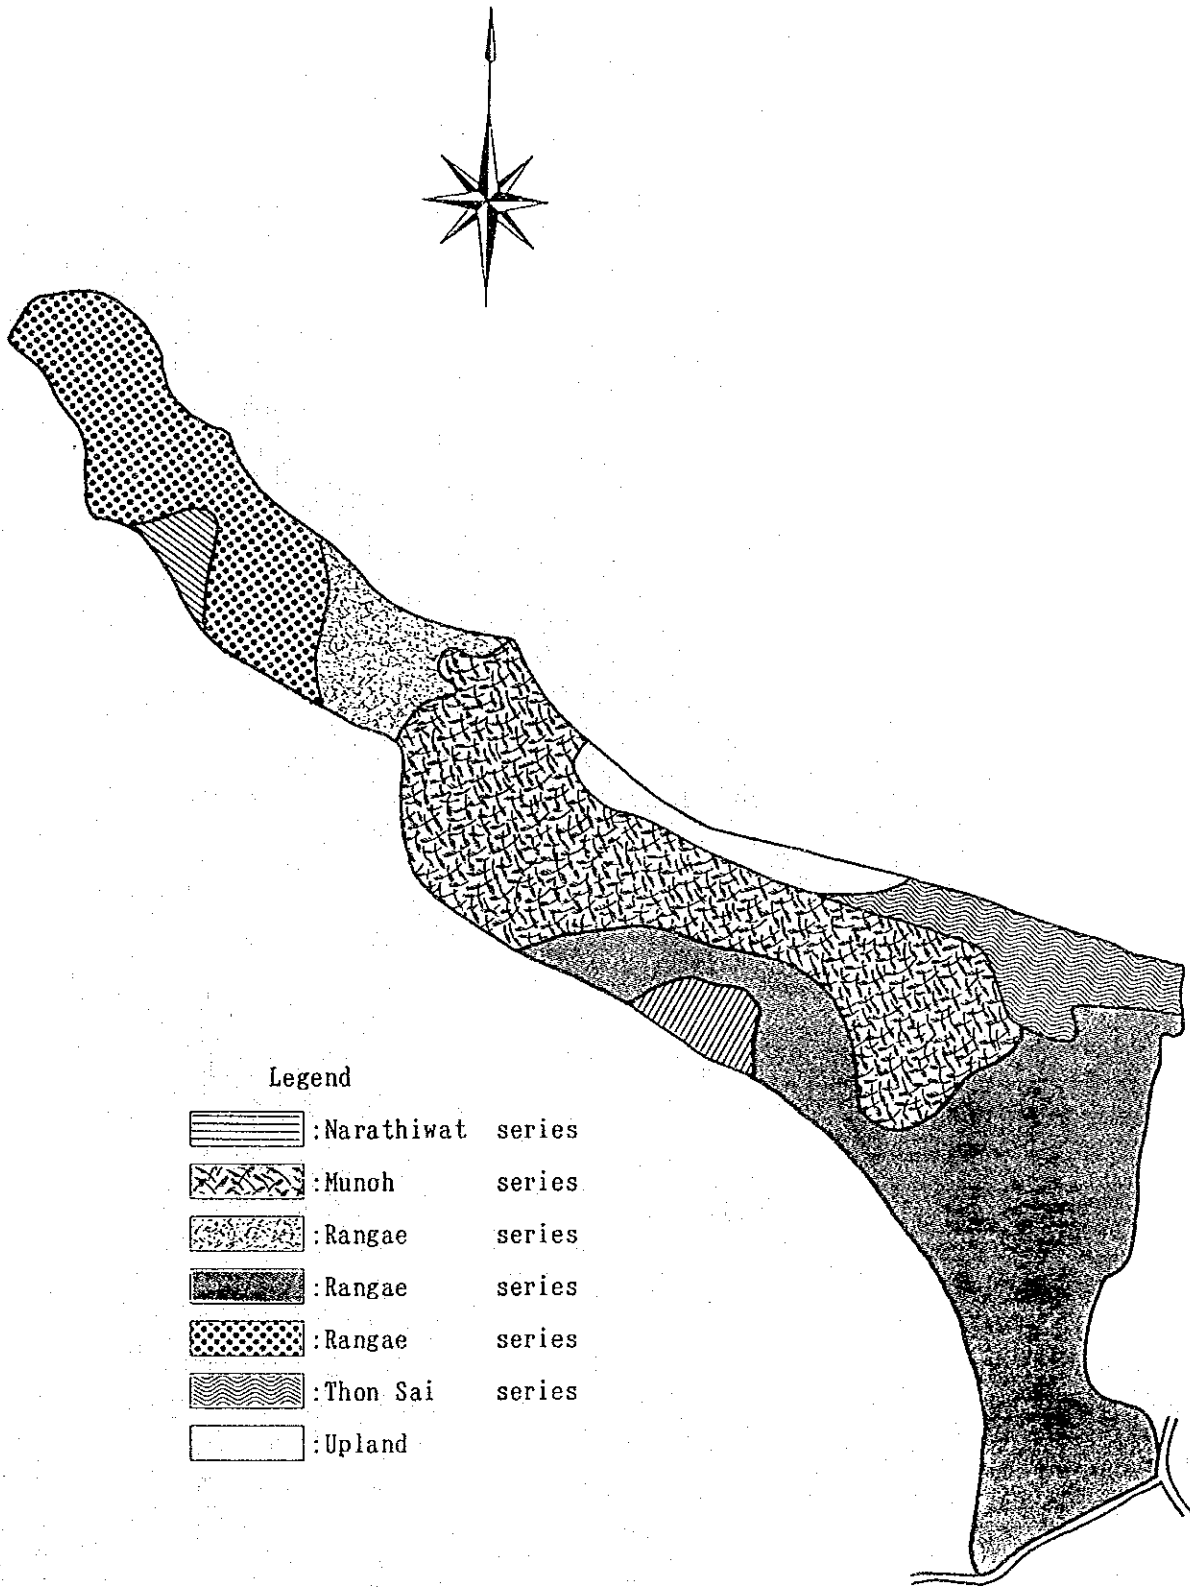 Legend
:Narathiwat series
:Munoh series
:Rangae series
:Rangae series
:Rangae series
:Thon Sai series
:Upland